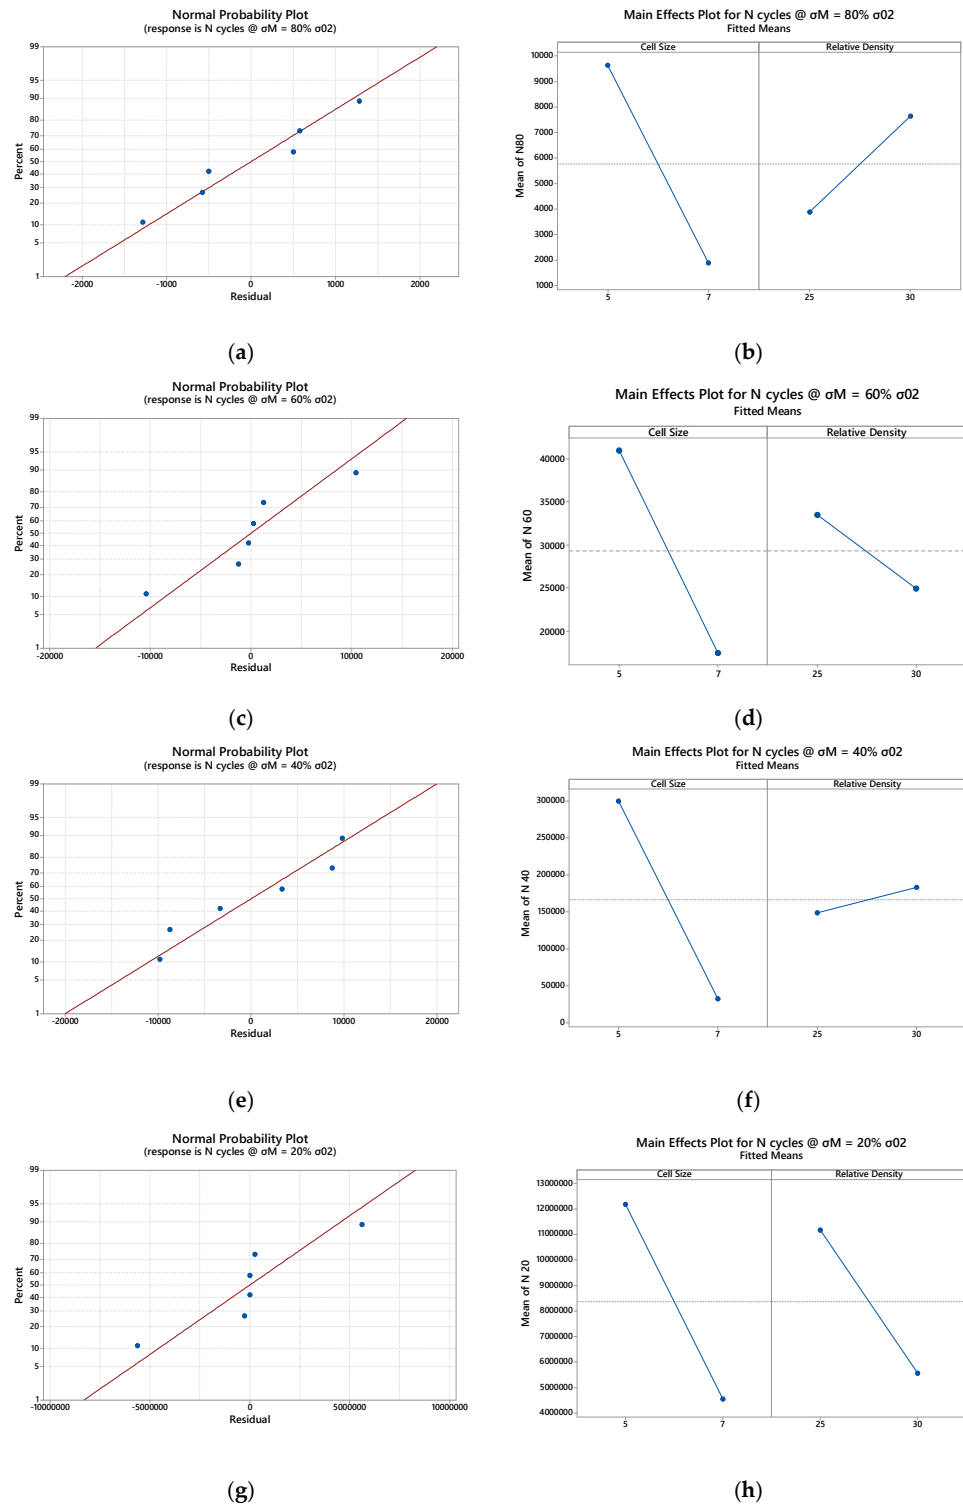 Normal Probability Plot
(response is N cycles @ σM = 80% σ02)
99
95
90
80
70
60
50
40
30
20
10
5
1
Percent
-2000
-1000
0
1000
2000
Residual
(a)
Main Effects Plot for N cycles @ σM = 80% σ02
Fitted Means
Cell Size
Relative Density
10000
9000
8000
7000
6000
5000
4000
3000
2000
1000
Mean of N80
5
7
25
30
(b)
Normal Probability Plot
(response is N cycles @ σM = 60% σ02)
99
95
90
80
70
60
50
40
30
20
10
5
1
Percent
-20000
-10000
0
10000
20000
Residual
(c)
Main Effects Plot for N cycles @ σM = 60% σ02
Fitted Means
Cell Size
Relative Density
40000
35000
30000
25000
20000
Mean of N 60
5
7
25
30
(d)
Normal Probability Plot
(response is N cycles @ σM = 40% σ02)
99
95
90
80
70
60
50
40
30
20
10
5
1
Percent
-20000
-10000
0
10000
20000
Residual
(e)
Main Effects Plot for N cycles @ σM = 40% σ02
Fitted Means
Cell Size
Relative Density
300000
250000
200000
150000
100000
50000
0
Mean of N 40
5
7
25
30
(f)
Normal Probability Plot
(response is N cycles @ σM = 20% σ02)
99
95
90
80
70
60
50
40
30
20
10
5
1
Percent
-10000000
-5000000
0
5000000
10000000
Residual
(g)
Main Effects Plot for N cycles @ σM = 20% σ02
Fitted Means
Cell Size
Relative Density
13000000
12000000
11000000
10000000
9000000
8000000
7000000
6000000
5000000
4000000
Mean of N 20
5
7
25
30
(h)